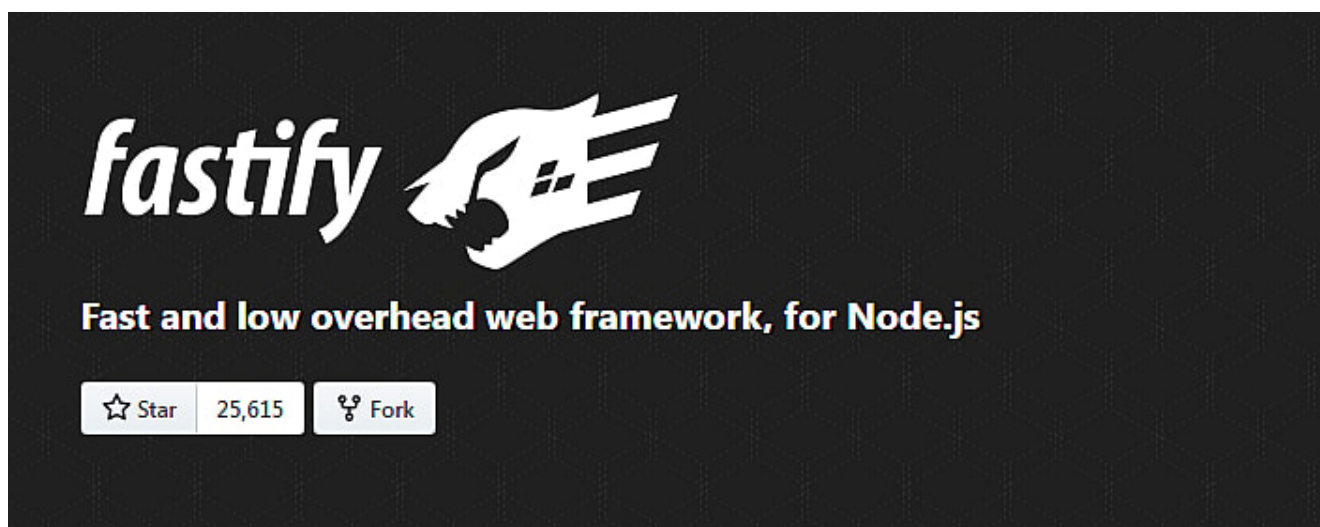 fastify
Fast and low overhead web framework, for Node.js
Star 25,615 Fork